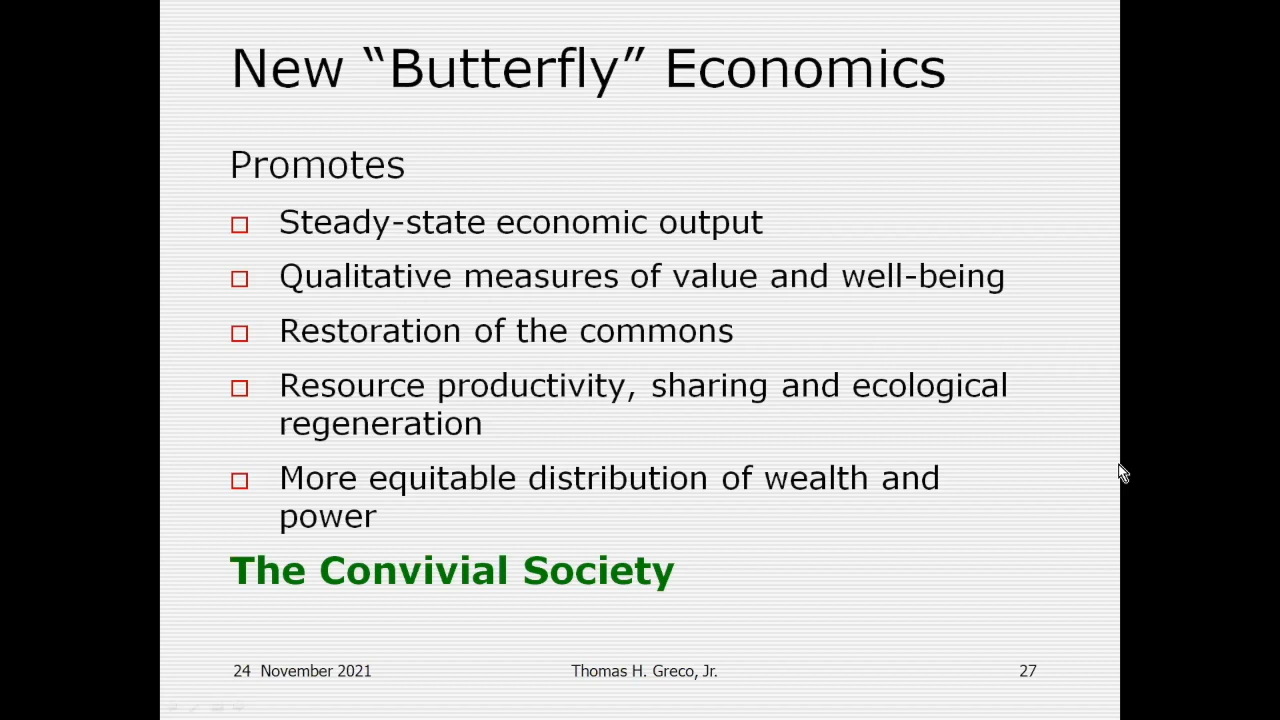 New “Butterfly” Economics
Promotes
Steady-state economic output
Qualitative measures of value and well-being
Restoration of the commons
Resource productivity, sharing and ecological
regeneration
More equitable distribution of wealth and
power
The Convivial Society
24  November 2021
Thomas H. Greco, Jr.
27